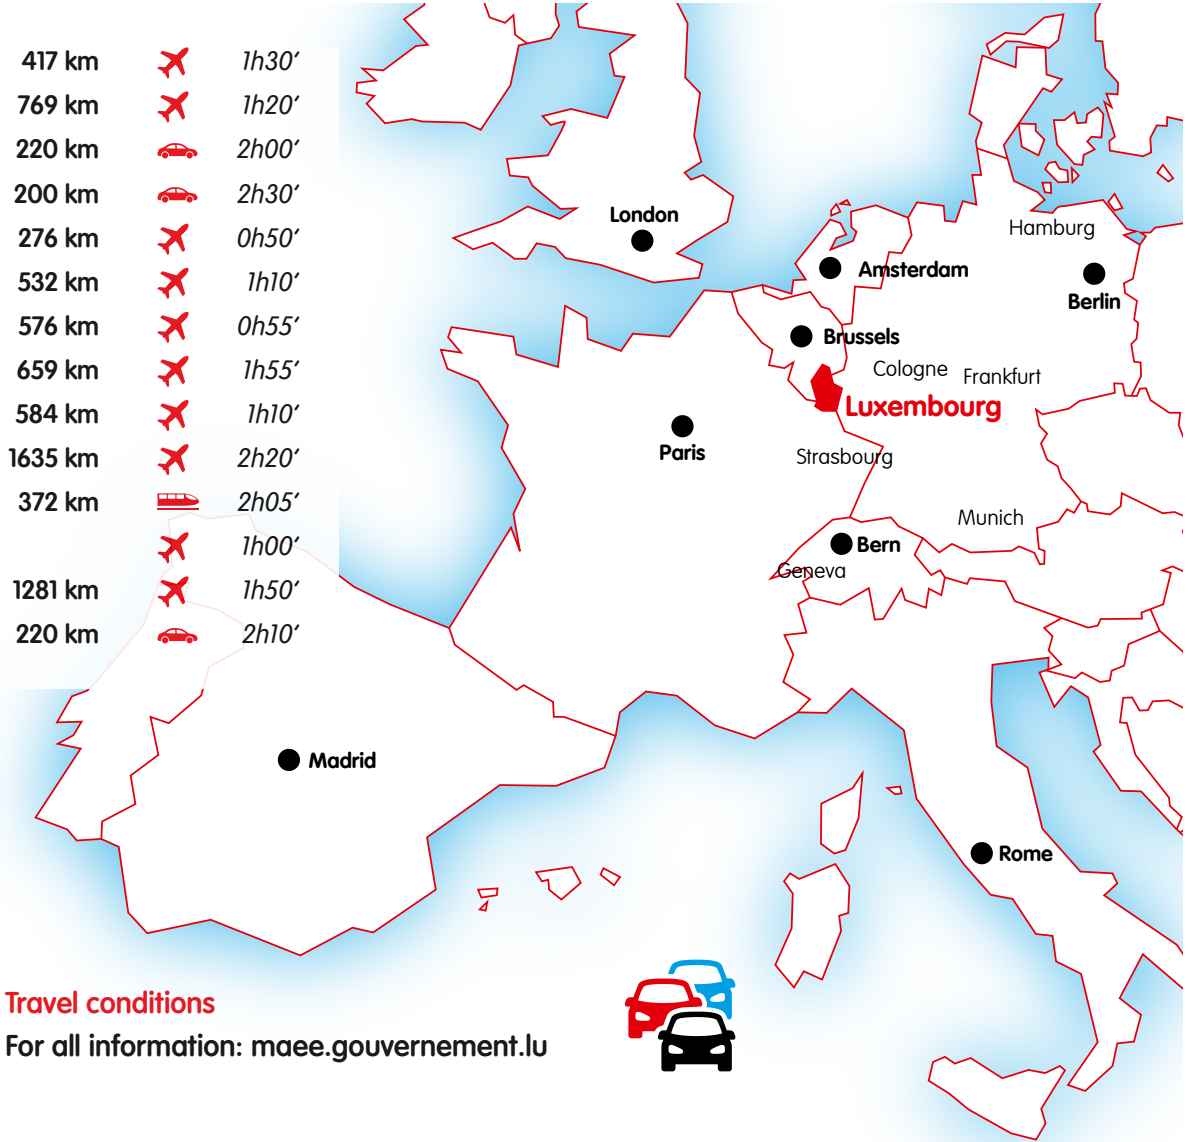 417 km 1h30’
769 km 1h20’
220 km 2h00’
200 km 2h30’
276 km 0h50’
532 km 1h10’
576 km 0h55’
659 km 1h55’
584 km 1h10’
1635 km 2h20’
372 km 2h05’
1h00’
1281 km 1h50’
220 km 2h10’
London
Hamburg
Amsterdam
Berlin
Brussels
Cologne
Frankfurt
Luxembourg
Paris
Strasbourg
Munich
Bern
Geneva
Madrid
Rome
Travel conditions
For all information: maee.gouvernement.lu